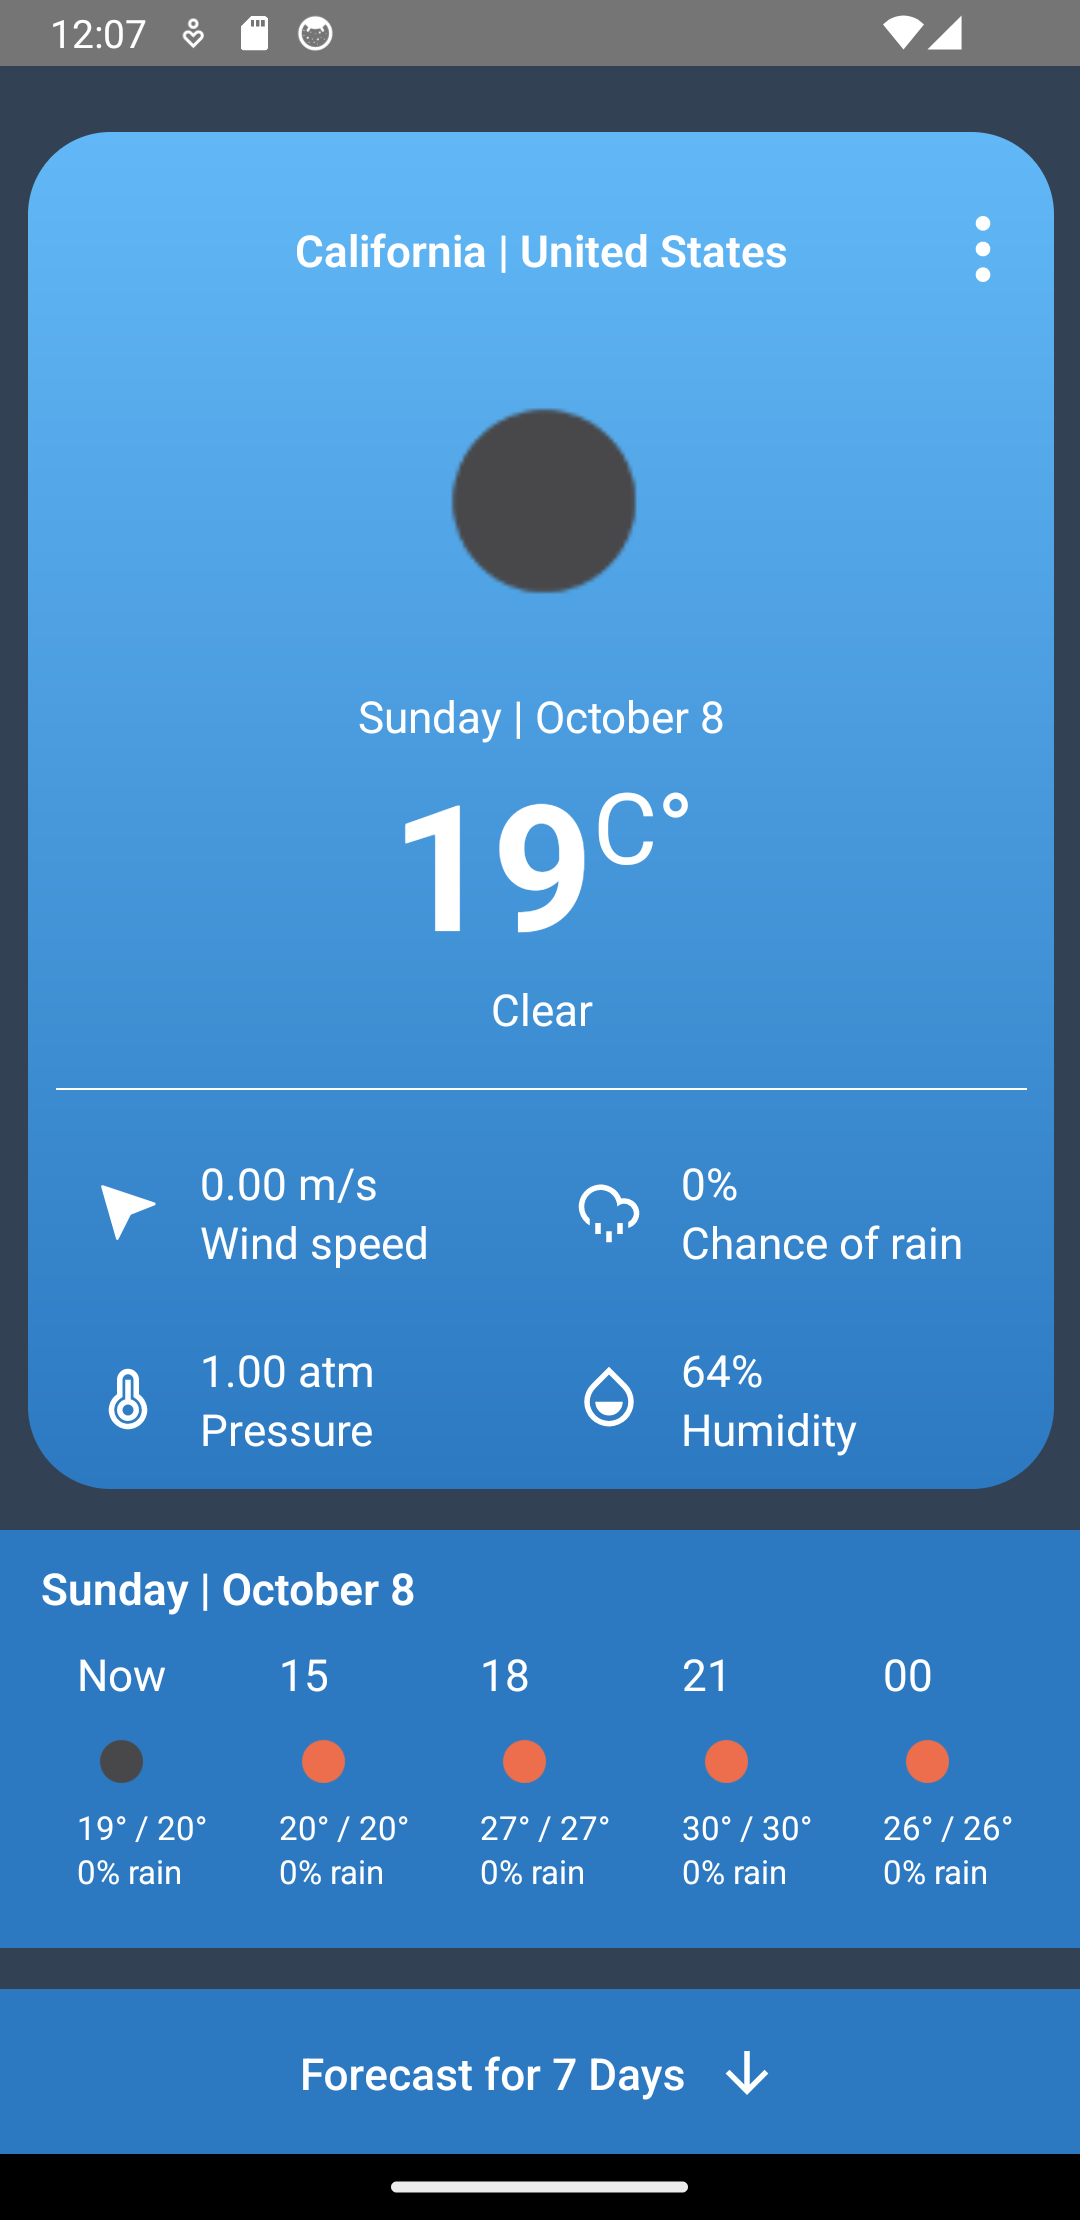 12:07
California | United States
Sunday | October 8
19C°
Clear
0.00 m/s
Wind speed
0%
Chance of rain
1.00 atm
Pressure
64%
Humidity
Sunday | October 8
Now 15 18 21 00
19° / 20° 20° / 20° 27° / 27° 30° / 30° 26° / 26°
0% rain 0% rain 0% rain 0% rain 0% rain
Forecast for 7 Days